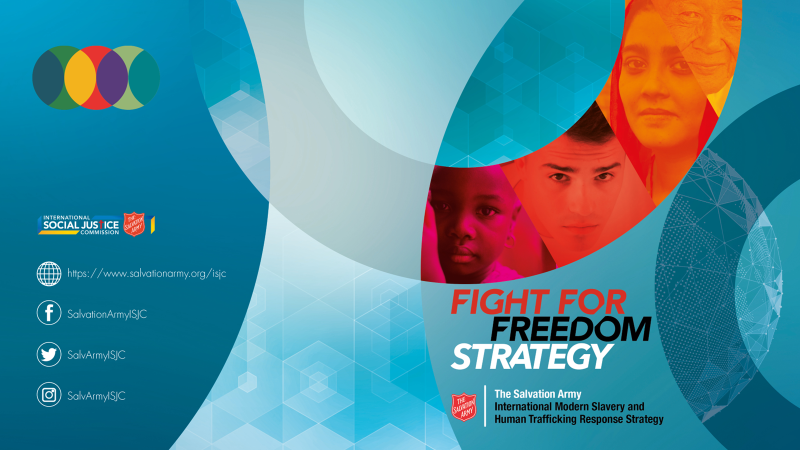 INTERNATIONAL
SOCIAL JUSTICE
COMMISSION
THE
SALVATION
ARMY
https://www.salvationarmy.org/isjc
SalvationArmyISJC
SalvArmyISJC
SalvArmyISJC
FIGHT FOR
FREEDOM
STRATEGY
THE
SALVATION
ARMY
The Salvation Army
International Modern Slavery and
Human Trafficking Response Strategy